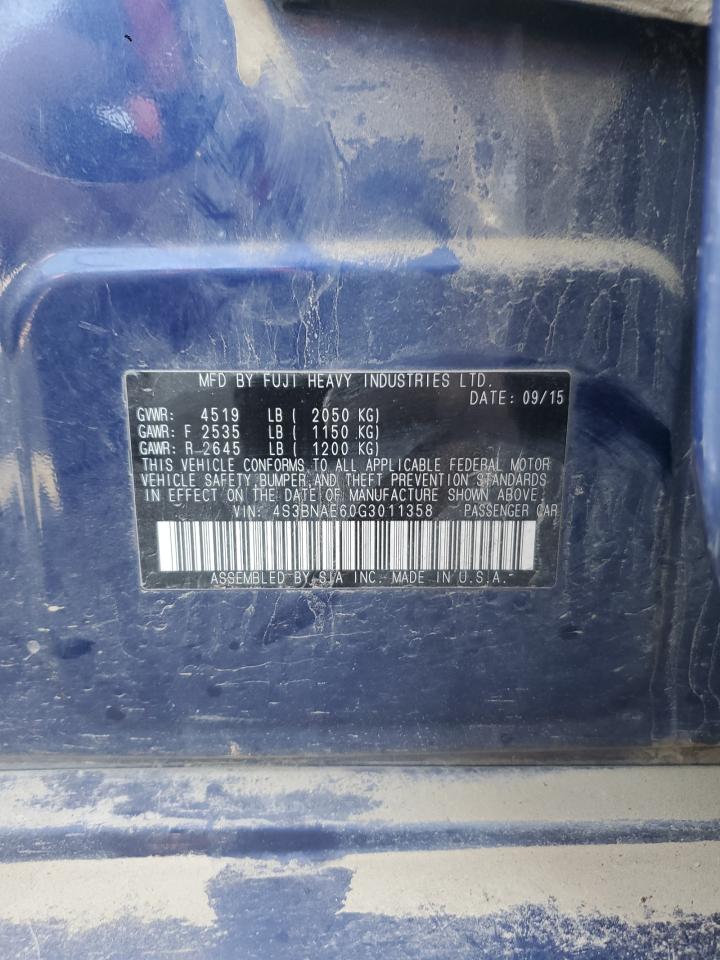 MFD BY FUJI HEAVY INDUSTRIES LTD.
DATE: 09/15
GVWR: 4519 LB ( 2050 KG)
GAWR: F 2535 LB ( 1150 KG)
GAWR: R 2645 LB ( 1200 KG)
THIS VEHICLE CONFORMS TO ALL APPLICABLE FEDERAL MOTOR
VEHICLE SAFETY, BUMPER, AND THEFT PREVENTION STANDARDS
IN EFFECT ON THE DATE OF MANUFACTURE SHOWN ABOVE.
VIN: 4S3BNAE60G3011358 PASSENGER CAR
ASSEMBLED BY SIA INC. MADE IN U.S.A.